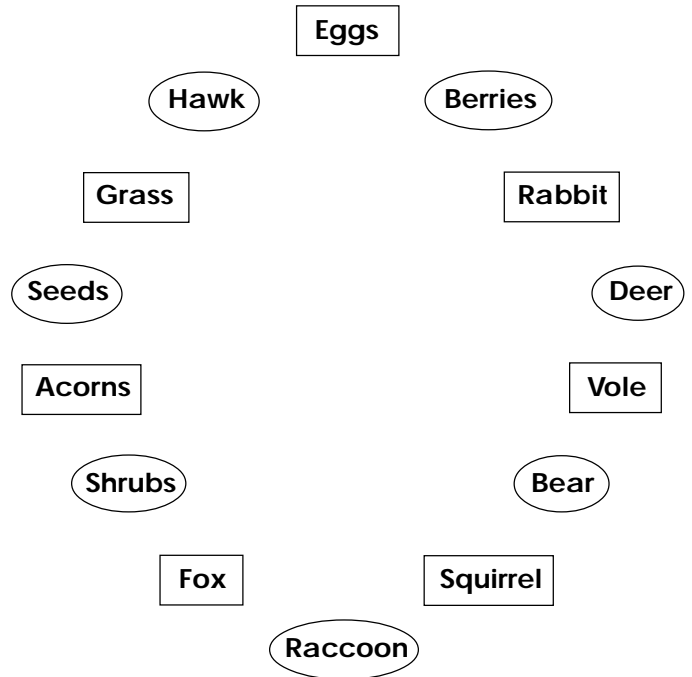 Eggs
Hawk
Berries
Grass
Rabbit
Seeds
Deer
Acorns
Vole
Shrubs
Bear
Fox
Squirrel
Raccoon